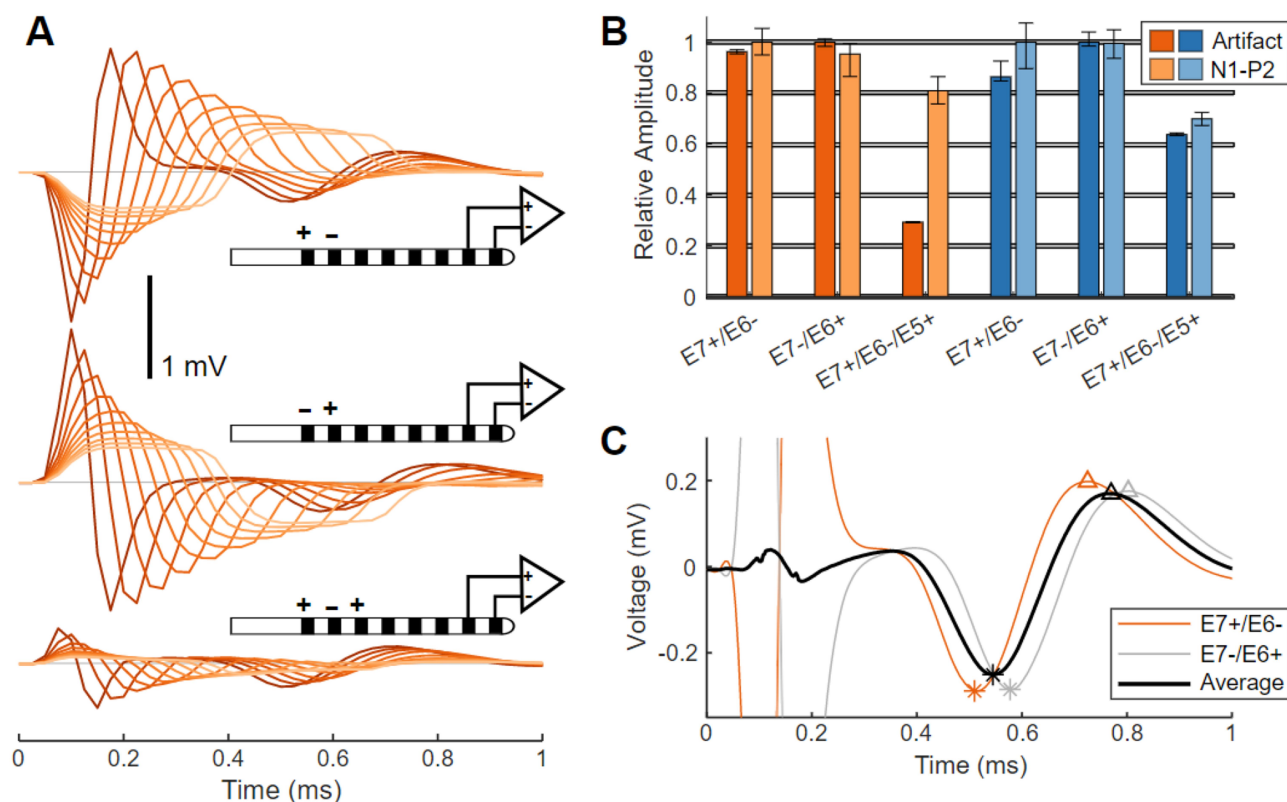 A
+ −
+
−
1 mV
− +
+
−
+ − +
+
−
0 0.2 0.4 0.6 0.8 1
Time (ms)
B
Relative Amplitude
1
0.8
0.6
0.4
0.2
0
Artifact
N1-P2
E7+/E6-
E7-/E6+
E7+/E6-/E5+
E7+/E6-
E7-/E6+
E7+/E6-/E5+
C
Voltage (mV)
0.2
0
-0.2
E7+/E6-
E7-/E6+
Average
0 0.2 0.4 0.6 0.8 1
Time (ms)